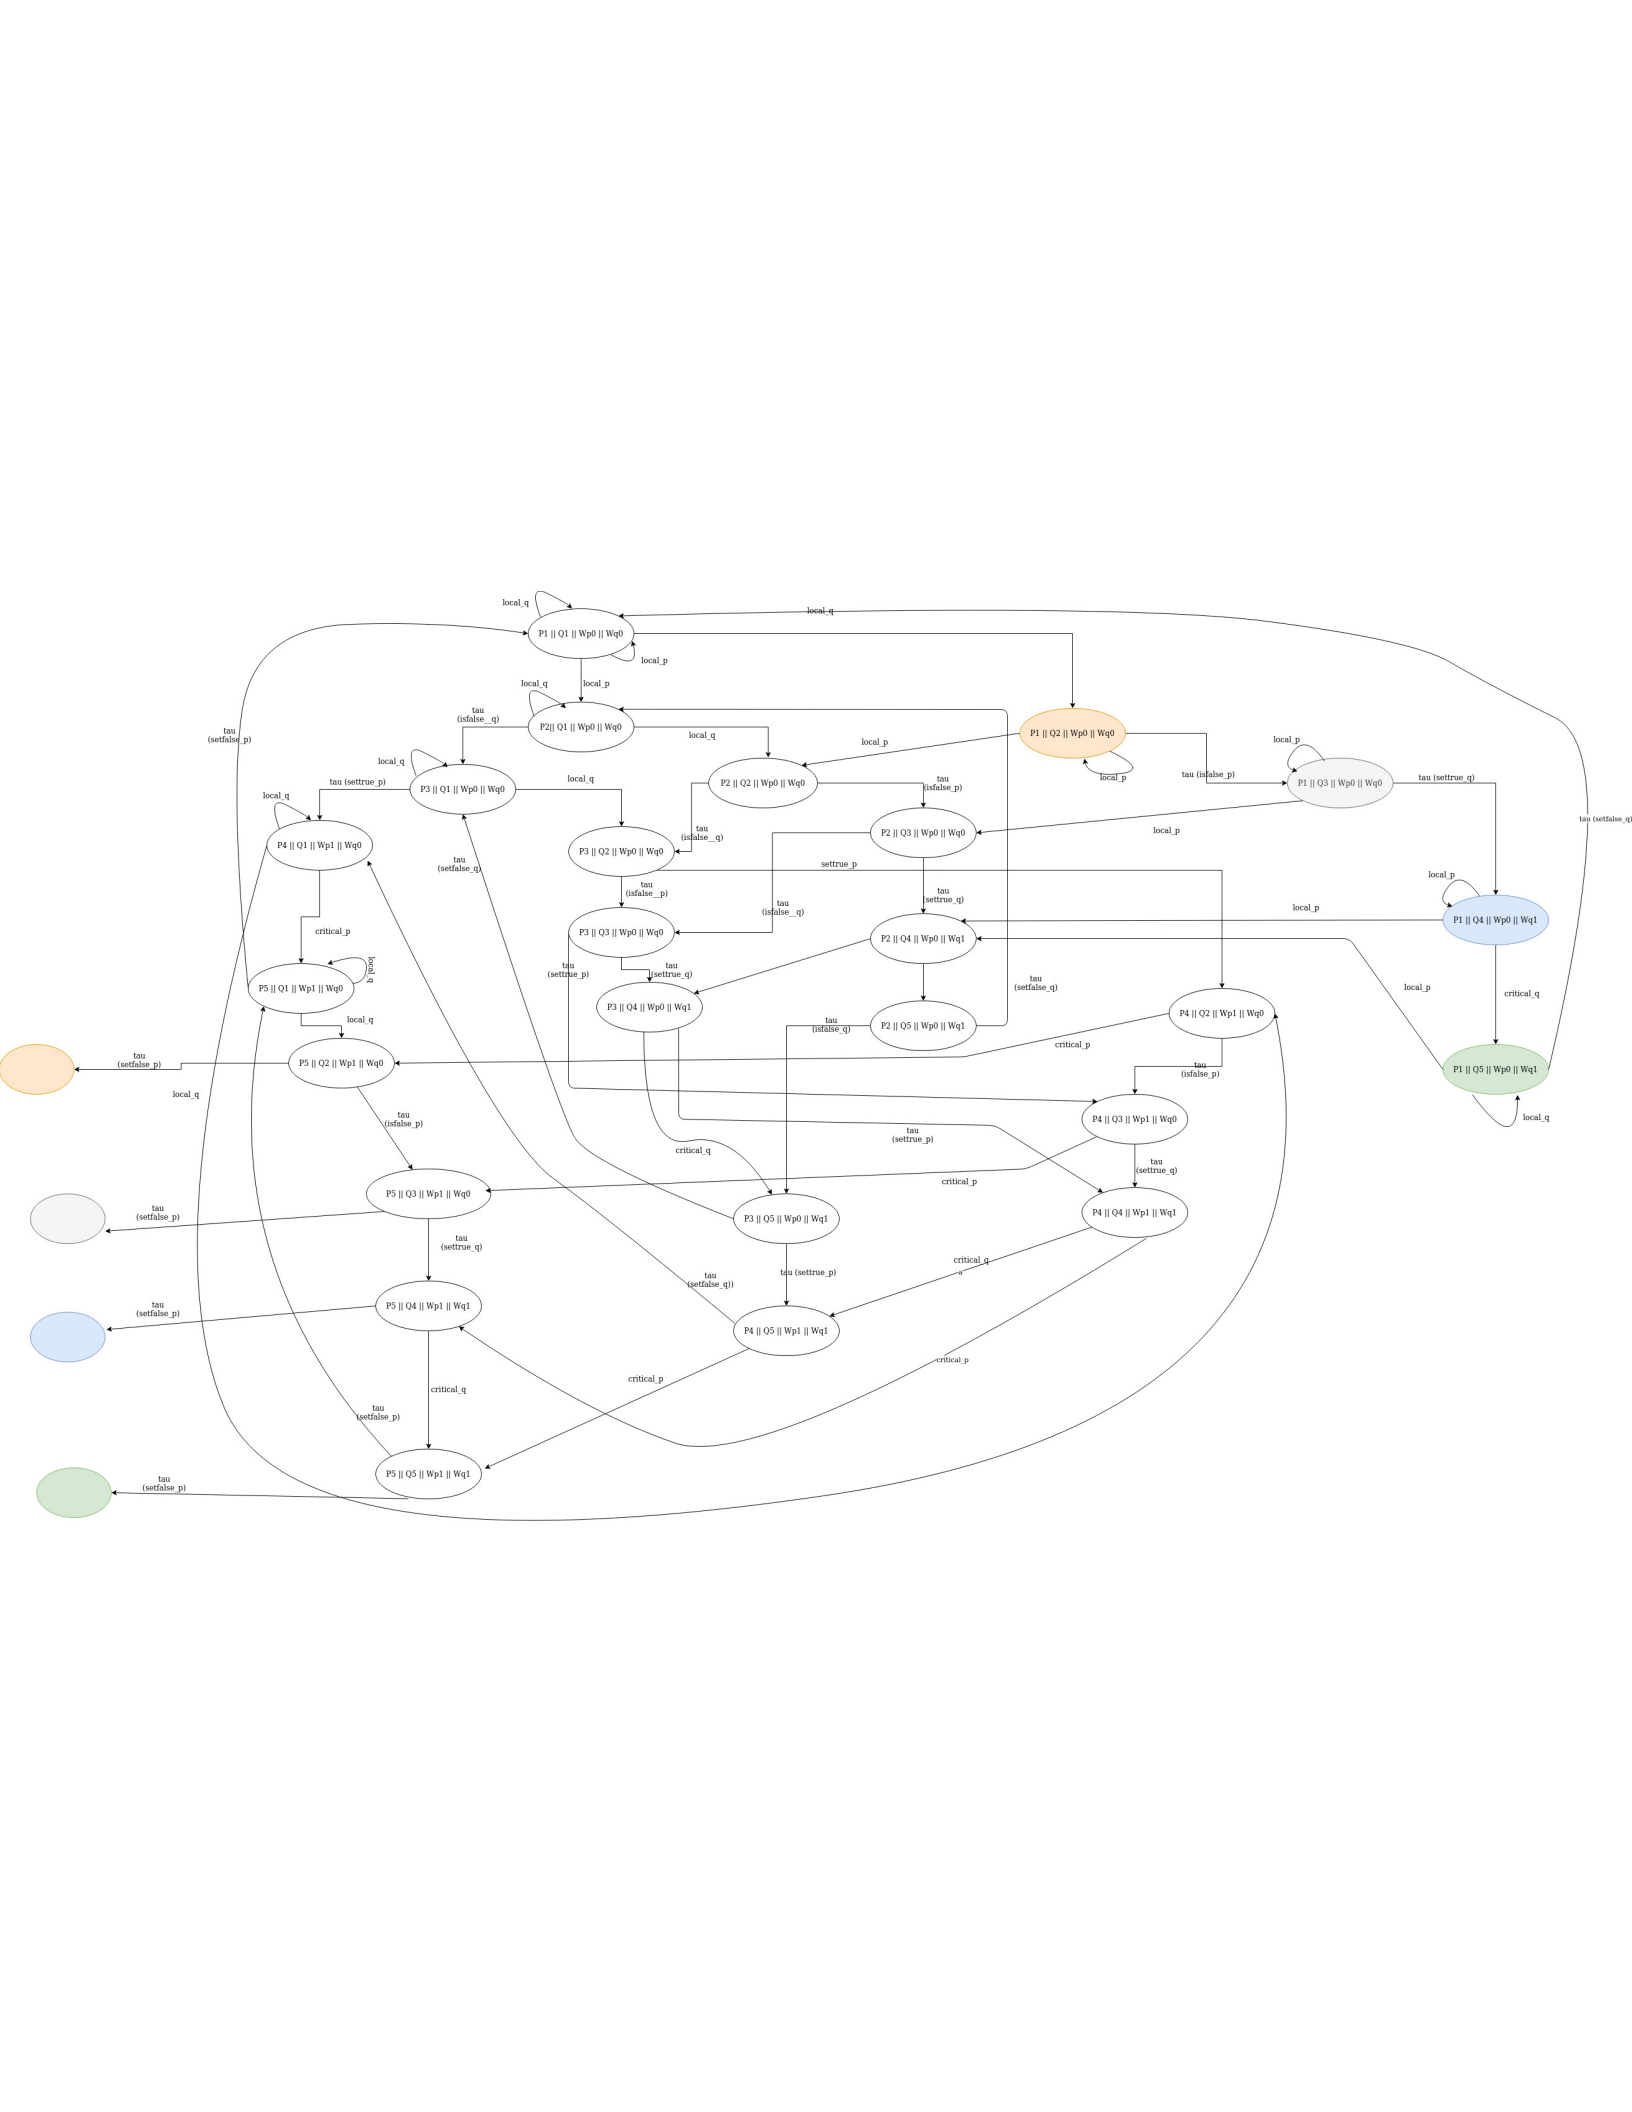 local_q
local_q
P1 || Q1 || Wp0 || Wq0
local_p
local_q
local_p
tau
(isfalse__q)
P2|| Q1 || Wp0 || Wq0
tau
(setfalse_p)
local_q
P1 || Q2 || Wp0 || Wq0
local_p
local_p
local_q
tau (isfalse_p)
local_p
tau (settrue_p)
P3 || Q1 || Wp0 || Wq0
local_q
P2 || Q2 || Wp0 || Wq0
tau
(isfalse_p)
P1 || Q3 || Wp0 || Wq0
tau (settrue_q)
local_q
tau (setfalse_q)
P4 || Q1 || Wp1 || Wq0
tau
(setfalse_q)
P3 || Q2 || Wp0 || Wq0
tau
(isfalse__q)
P2 || Q3 || Wp0 || Wq0
local_p
settrue_p
tau
(isfalse__p)
tau
(settrue_q)
local_p
tau
(isfalse__q)
local_p
P1 || Q4 || Wp0 || Wq1
critical_p
P3 || Q3 || Wp0 || Wq0
P2 || Q4 || Wp0 || Wq1
local_q
tau
(settrue_p)
tau
(settrue_q)
tau
(setfalse_q)
local_p
critical_q
P5 || Q1 || Wp1 || Wq0
P3 || Q4 || Wp0 || Wq1
local_q
tau
(isfalse_q)
P2 || Q5 || Wp0 || Wq1
P4 || Q2 || Wp1 || Wq0
critical_p
tau
(setfalse_p)
P5 || Q2 || Wp1 || Wq0
tau
(isfalse_p)
P1 || Q5 || Wp0 || Wq1
local_q
local_q
tau
(isfalse_p)
P4 || Q3 || Wp1 || Wq0
tau
(settrue_p)
critical_q
tau
(settrue_q)
critical_p
P5 || Q3 || Wp1 || Wq0
tau
(setfalse_p)
P3 || Q5 || Wp0 || Wq1
P4 || Q4 || Wp1 || Wq1
tau
(settrue_q)
critical_q
a
tau
(setfalse_q))
tau (settrue_p)
tau
(setfalse_p)
P5 || Q4 || Wp1 || Wq1
P4 || Q5 || Wp1 || Wq1
critical_p
critical_p
critical_q
tau
(setfalse_p)
P5 || Q5 || Wp1 || Wq1
tau
(setfalse_p)